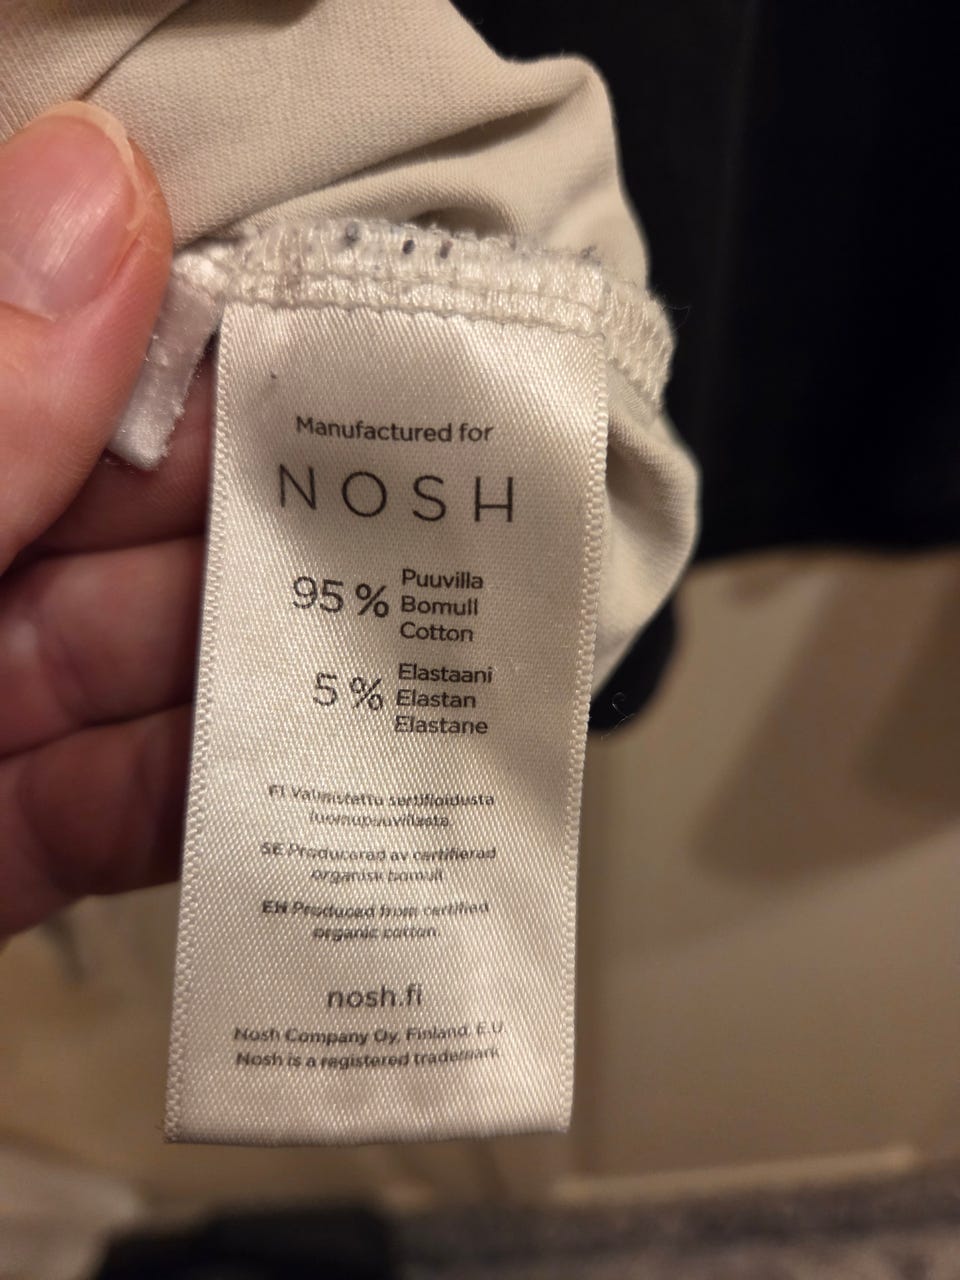 Manufactured for
NOSH
95 % Puuvilla
Bomull
Cotton
5 % Elastaani
Elastan
Elastane
FI Valmistettu sertifioidusta
luomupuuvillasta.
SE Producerad av certifierad
organisk bomull.
EN Produced from certified
organic cotton.
nosh.fi
Nosh Company Oy, Finland, E.U.
Nosh is a registered trademark